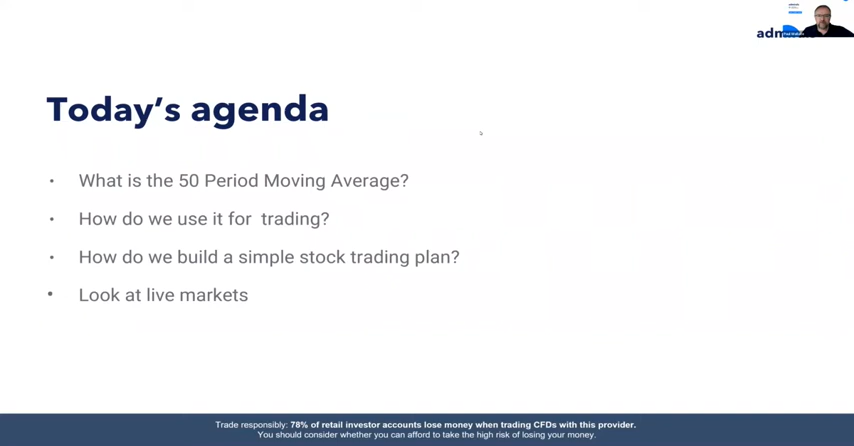 Today's agenda
• What is the 50 Period Moving Average?
• How do we use it for  trading?
• How do we build a simple stock trading plan?
• Look at live markets
Trade responsibly: 78% of retail investor accounts lose money when trading CFDs with this provider.
You should consider whether you can afford to take the high risk of losing your money.